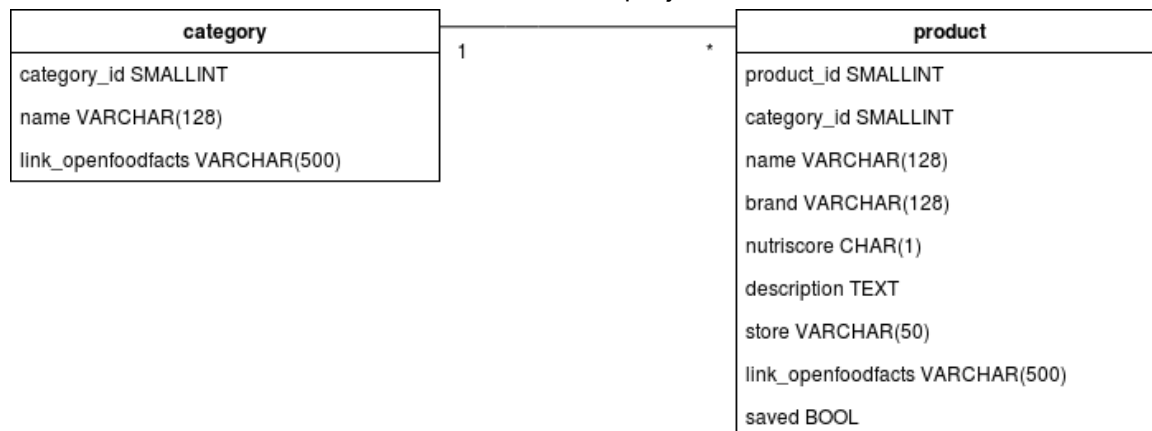 category
category_id SMALLINT
name VARCHAR(128)
link_openfoodfacts VARCHAR(500)
1
*
product
product_id SMALLINT
category_id SMALLINT
name VARCHAR(128)
brand VARCHAR(128)
nutriscore CHAR(1)
description TEXT
store VARCHAR(50)
link_openfoodfacts VARCHAR(500)
saved BOOL